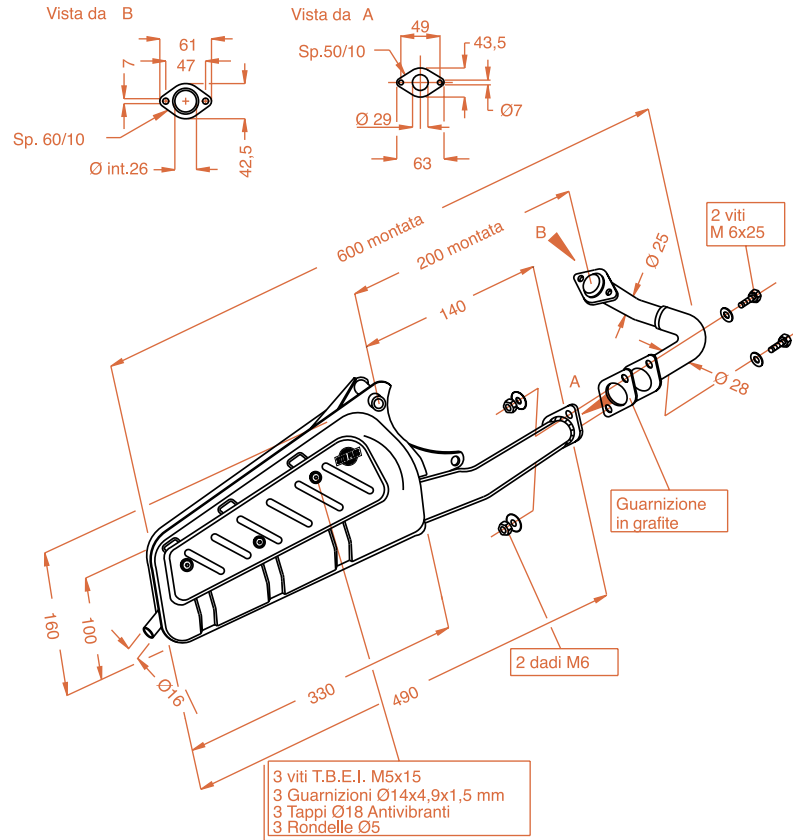 Vista da B
61
47
7
Sp. 60/10
Ø int.26
42,5
Vista da A
49
43,5
Sp.50/10
Ø7
Ø 29
63
600 montata
200 montata
140
B
Ø 25
2 viti
M 6x25
A
Ø 28
Guarnizione
in grafite
160
100
Ø16
330
490
2 dadi M6
3 viti T.B.E.I. M5x15
3 Guarnizioni Ø14x4,9x1,5 mm
3 Tappi Ø18 Antivibranti
3 Rondelle Ø5